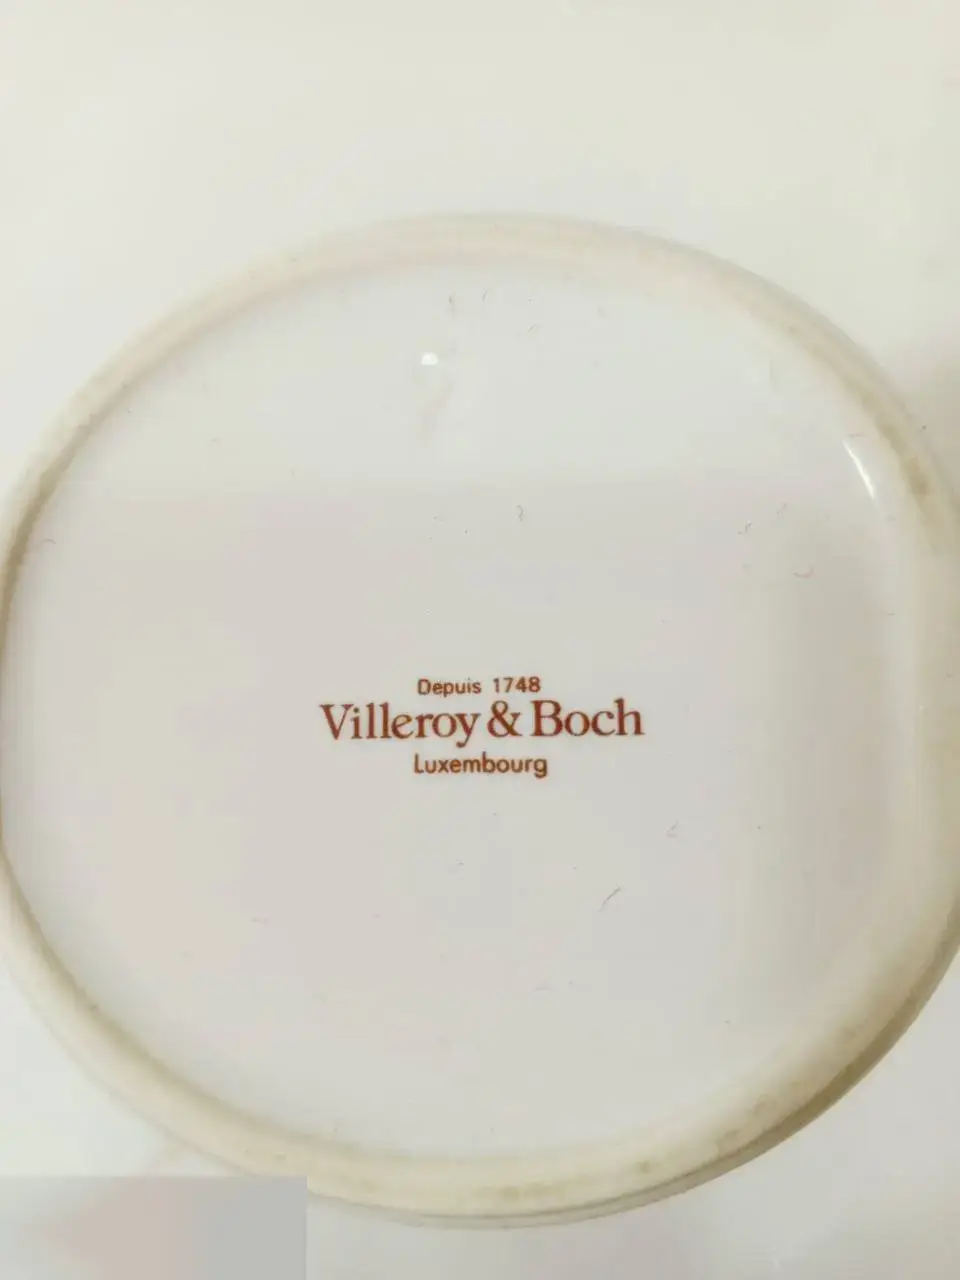 Depuis 1748
Villeroy & Boch
Luxembourg